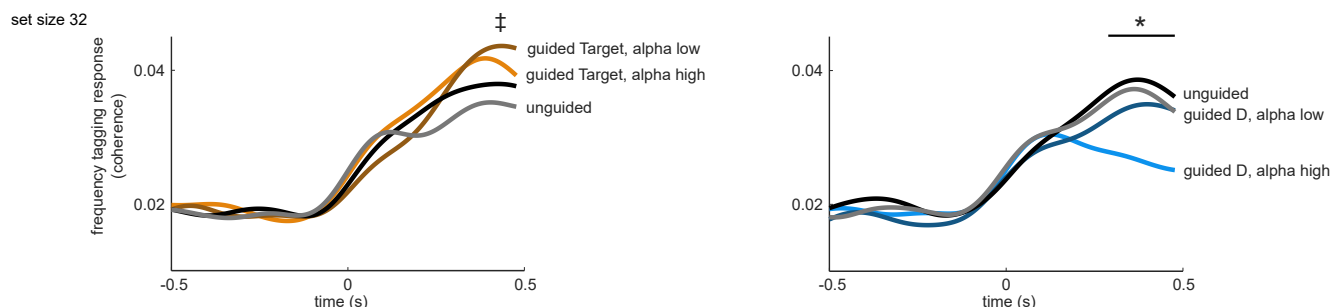 set size 32
frequency tagging response
(coherence)
0.04
0.02
-0.5
0
0.5
time (s)
‡
guided Target, alpha low
guided Target, alpha high
unguided
*
0.04
0.02
-0.5
0
0.5
time (s)
unguided
guided D, alpha low
guided D, alpha high